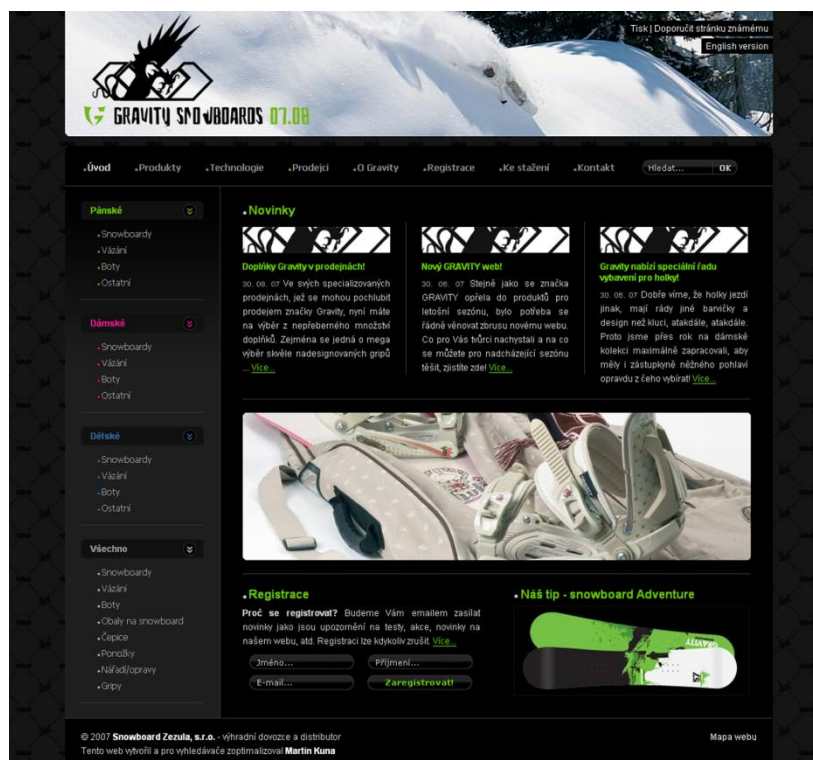 Tisk | Doporučit stránku známému
English version
GRAVITY SNOWBOARDS 07.08
Úvod
Produkty
Technologie
Prodejci
O Gravity
Registrace
Ke stažení
Kontakt
Hledat...
OK
Pánské
Snowboardy
Vázání
Boty
Ostatní
Dámské
Snowboardy
Vázání
Boty
Ostatní
Dětské
Snowboardy
Vázání
Boty
Ostatní
Všechno
Snowboardy
Vázání
Boty
Obaly na snowboard
Čepice
Ponožky
Nářadí/opravy
Gripy
Novinky
Doplňky Gravity v prodejnách!
30. 08. 07 Ve svých specializovaných
prodejnách, jež se mohou pochlubit
prodejem značky Gravity, nyní máte
na výběr z nepřeberného množství
doplňků. Zejména se jedná o mega
výběr skvěle nadesignovaných gripů
... Více...
Nový GRAVITY web!
30. 08. 07 Stejně jako se značka
GRAVITY opřela do produktů pro
letošní sezónu, bylo potřeba se
řádně věnovat zbrusu novému webu.
Co pro Vás tvůrci nachystali a na co
se můžete pro nadcházející sezónu
těšit, zjistíte zde! Více...
Gravity nabízí speciální řadu
vybavení pro holky!
30. 06. 07 Dobře víme, že holky jezdí
jinak, mají rády jiné barvičky a
design než kluci, atakdále, atakdále.
Proto jsme přes rok na dámské
kolekci maximálně zapracovali, aby
měly i zástupkyně něžného pohlaví
opravdu z čeho vybírat! Více...
Registrace
Proč se registrovat? Budeme Vám emailem zasílat
novinky jako jsou upozornění na testy, akce, novinky na
našem webu, atd. Registraci lze kdykoliv zrušit. Více...
Jméno...
Příjmení...
E-mail...
Zaregistrovat!
Náš tip - snowboard Adventure
GRAVITY
57
© 2007 Snowboard Zezula, s.r.o. - výhradní dovozce a distributor
Tento web vytvořil a pro vyhledávače zoptimalizoval Martin Kuna
Mapa webu